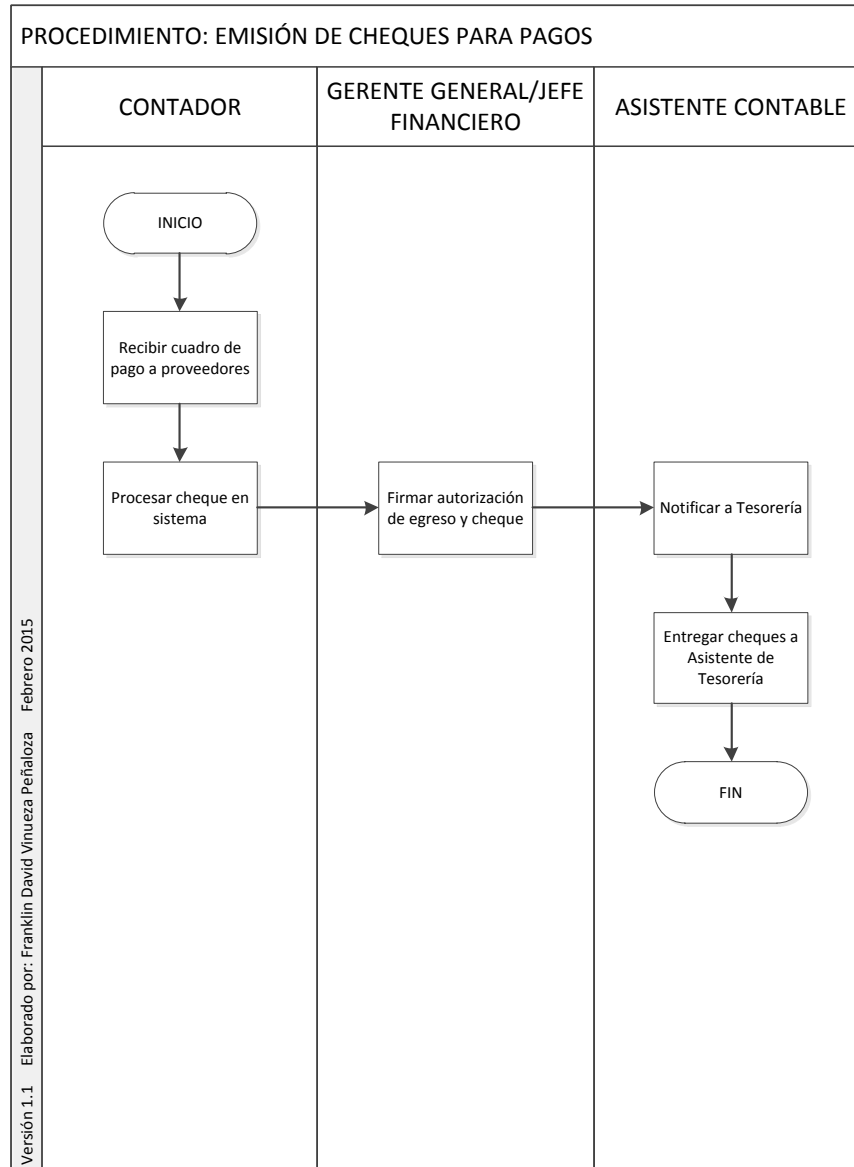 PROCEDIMIENTO: EMISIÓN DE CHEQUES PARA PAGOS
CONTADOR
GERENTE GENERAL/JEFE
FINANCIERO
ASISTENTE CONTABLE
INICIO
Recibir cuadro de
pago a proveedores
Procesar cheque en
sistema
Firmar autorización
de egreso y cheque
Notificar a Tesorería
Entregar cheques a
Asistente de
Tesorería
FIN
Versión 1.1 Elaborado por: Franklin David Vinueza Peñaloza Febrero 2015